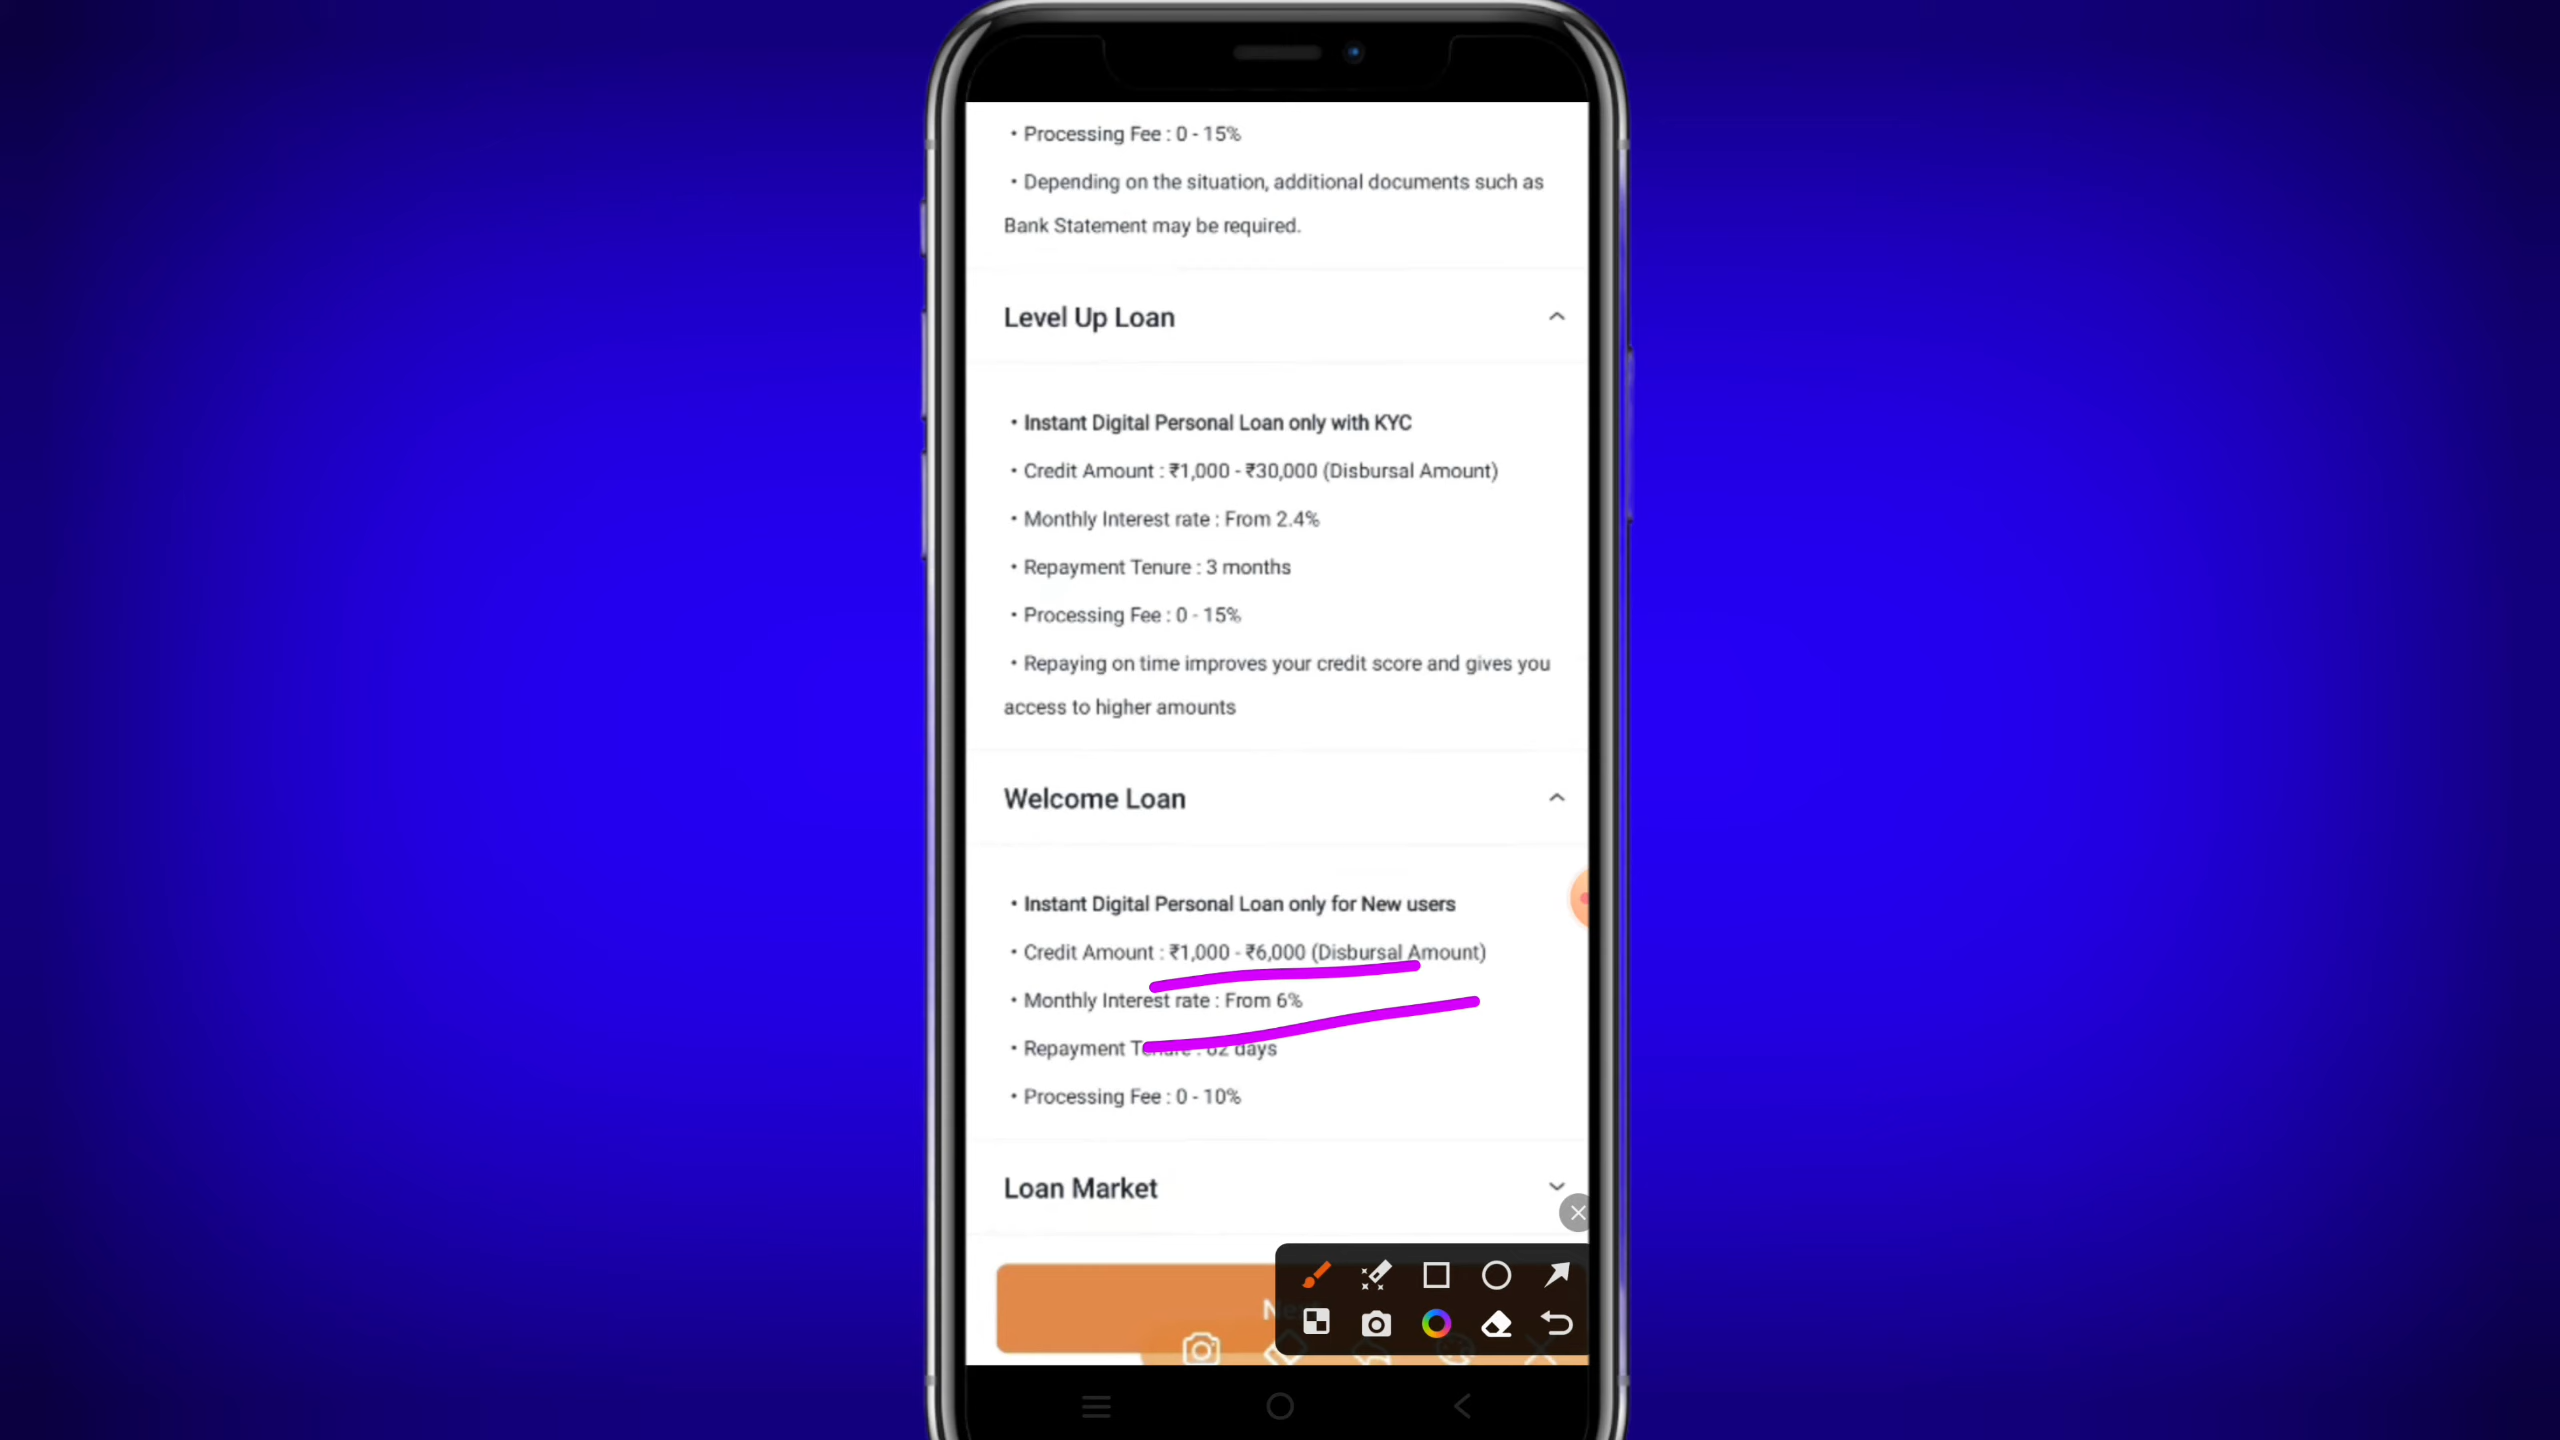 • Processing Fee : 0 - 15%
• Depending on the situation, additional documents such as
Bank Statement may be required.
Level Up Loan
• Instant Digital Personal Loan only with KYC
• Credit Amount : ₹1,000 - ₹30,000 (Disbursal Amount)
• Monthly Interest rate : From 2.4%
• Repayment Tenure : 3 months
• Processing Fee : 0 - 15%
• Repaying on time improves your credit score and gives you
access to higher amounts
Welcome Loan
• Instant Digital Personal Loan only for New users
• Credit Amount : ₹1,000 - ₹6,000 (Disbursal Amount)
• Monthly Interest rate : From 6%
• Repayment Tenure : 62 days
• Processing Fee : 0 - 10%
Loan Market